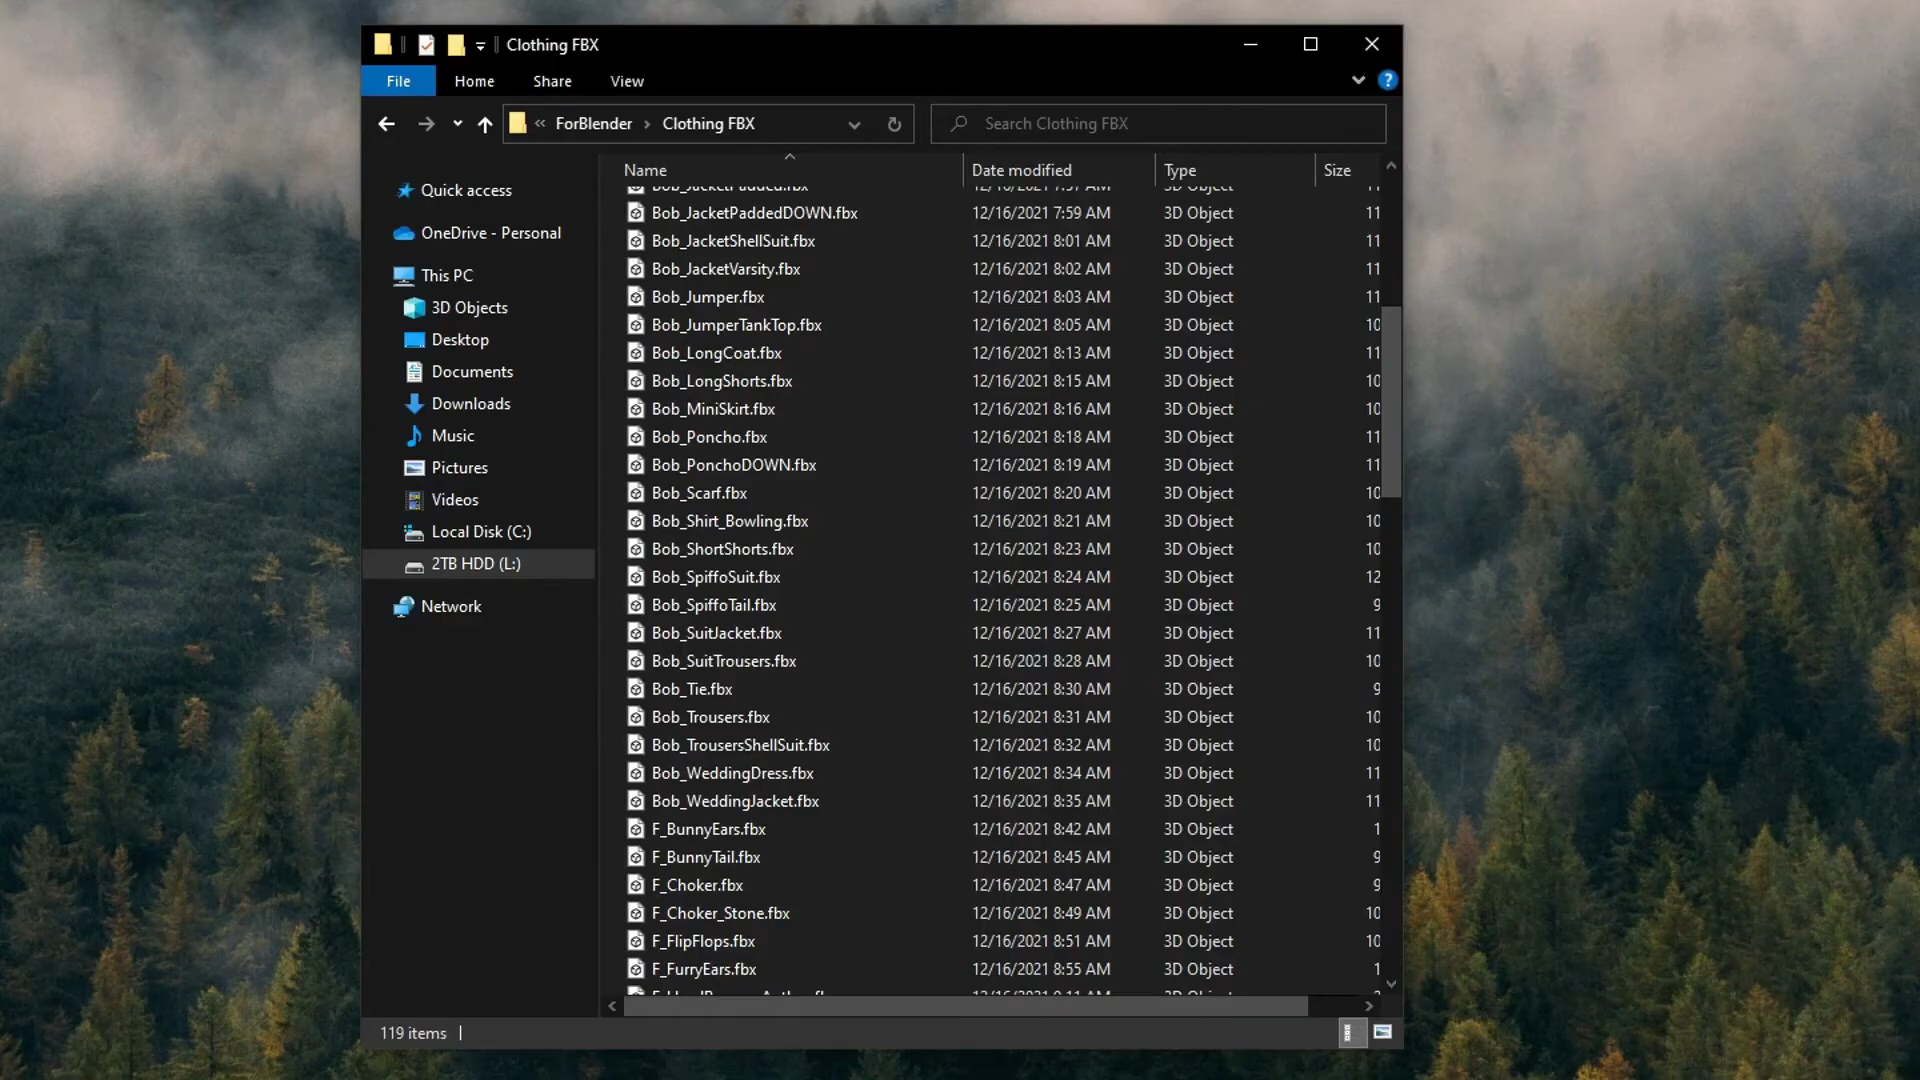 Clothing FBX
File Home Share View
« ForBlender > Clothing FBX
Search Clothing FBX
Name Date modified Type Size
Quick access
OneDrive - Personal
This PC
3D Objects
Desktop
Documents
Downloads
Music
Pictures
Videos
Local Disk (C:)
2TB HDD (L:)
Network
Bob_JacketPadded.fbx 12/16/2021 7:57 AM 3D Object 11
Bob_JacketPaddedDOWN.fbx 12/16/2021 7:59 AM 3D Object 11
Bob_JacketShellSuit.fbx 12/16/2021 8:01 AM 3D Object 11
Bob_JacketVarsity.fbx 12/16/2021 8:02 AM 3D Object 11
Bob_Jumper.fbx 12/16/2021 8:03 AM 3D Object 11
Bob_JumperTankTop.fbx 12/16/2021 8:05 AM 3D Object 10
Bob_LongCoat.fbx 12/16/2021 8:13 AM 3D Object 11
Bob_LongShorts.fbx 12/16/2021 8:15 AM 3D Object 10
Bob_MiniSkirt.fbx 12/16/2021 8:16 AM 3D Object 10
Bob_Poncho.fbx 12/16/2021 8:18 AM 3D Object 11
Bob_PonchoDOWN.fbx 12/16/2021 8:19 AM 3D Object 11
Bob_Scarf.fbx 12/16/2021 8:20 AM 3D Object 10
Bob_Shirt_Bowling.fbx 12/16/2021 8:21 AM 3D Object 10
Bob_ShortShorts.fbx 12/16/2021 8:23 AM 3D Object 10
Bob_SpiffoSuit.fbx 12/16/2021 8:24 AM 3D Object 12
Bob_SpiffoTail.fbx 12/16/2021 8:25 AM 3D Object 9
Bob_SuitJacket.fbx 12/16/2021 8:27 AM 3D Object 11
Bob_SuitTrousers.fbx 12/16/2021 8:28 AM 3D Object 10
Bob_Tie.fbx 12/16/2021 8:30 AM 3D Object 9
Bob_Trousers.fbx 12/16/2021 8:31 AM 3D Object 10
Bob_TrousersShellSuit.fbx 12/16/2021 8:32 AM 3D Object 10
Bob_WeddingDress.fbx 12/16/2021 8:34 AM 3D Object 11
Bob_WeddingJacket.fbx 12/16/2021 8:35 AM 3D Object 11
F_BunnyEars.fbx 12/16/2021 8:42 AM 3D Object 1
F_BunnyTail.fbx 12/16/2021 8:45 AM 3D Object 9
F_Choker.fbx 12/16/2021 8:47 AM 3D Object 9
F_Choker_Stone.fbx 12/16/2021 8:49 AM 3D Object 10
F_FlipFlops.fbx 12/16/2021 8:51 AM 3D Object 10
F_FurryEars.fbx 12/16/2021 8:55 AM 3D Object 1
119 items